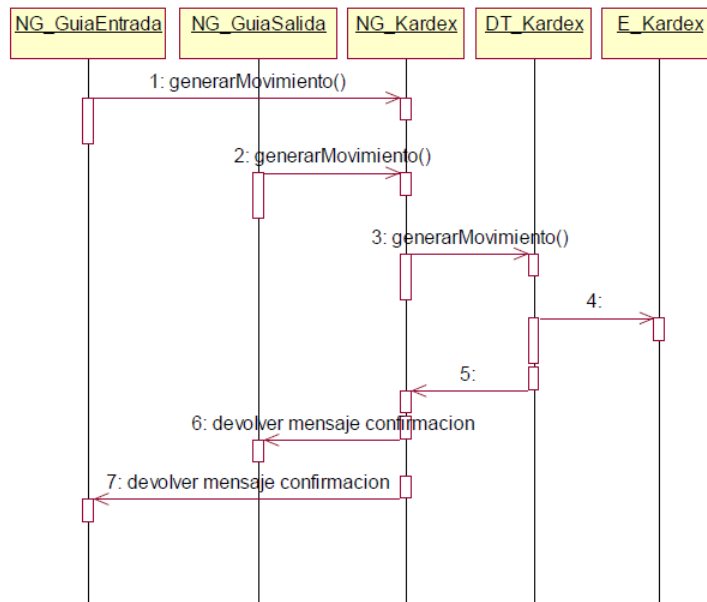 NG_GuiaEntrada
NG_GuiaSalida
NG_Kardex
DT_Kardex
E_Kardex
1: generarMovimiento()
2: generarMovimiento()
3: generarMovimiento()
4:
5:
6: devolver mensaje confirmacion
7: devolver mensaje confirmacion